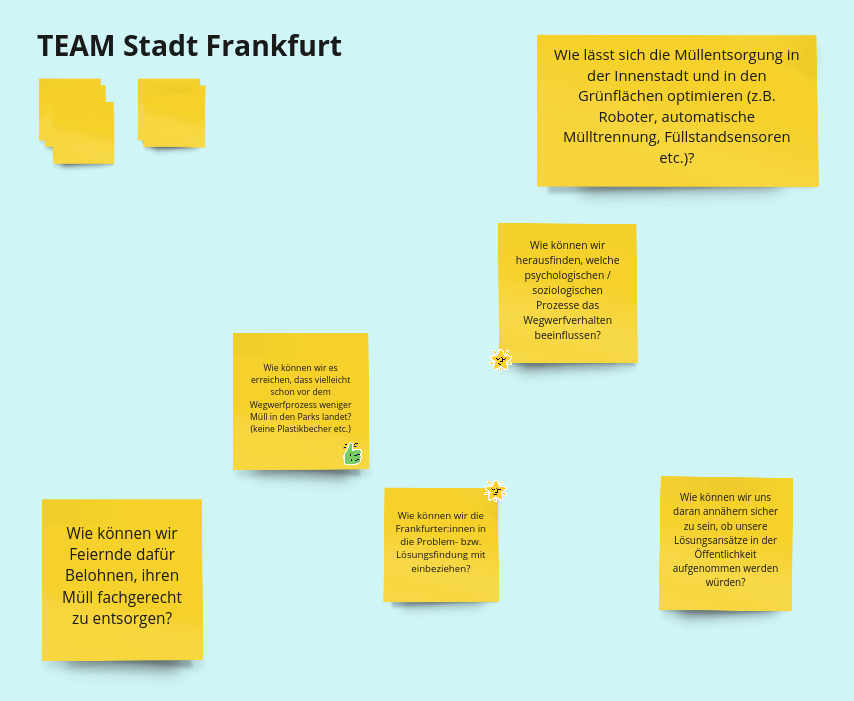 TEAM Stadt Frankfurt
Wie lässt sich die Müllentsorgung in
der Innenstadt und in den
Grünflächen optimieren (z.B.
Roboter, automatische
Mülltrennung, Füllstandsensoren
etc.)?
Wie können wir
herausfinden, welche
psychologischen /
soziologischen
Prozesse das
Wegwerfverhalten
beeinflussen?
Wie können wir es
erreichen, dass vielleicht
schon vor dem
Wegwerfprozess weniger
Müll in den Parks landet?
(keine Plastikbecher etc.)
Wie können wir
Feiernde dafür
Belohnen, ihren
Müll fachgerecht
zu entsorgen?
Wie können wir die
Frankfurter:innen in
die Problem- bzw.
Lösungsfindung mit
einbeziehen?
Wie können wir uns
daran annähern sicher
zu sein, ob unsere
Lösungsansätze in der
Öffentlichkeit
aufgenommen werden
würden?